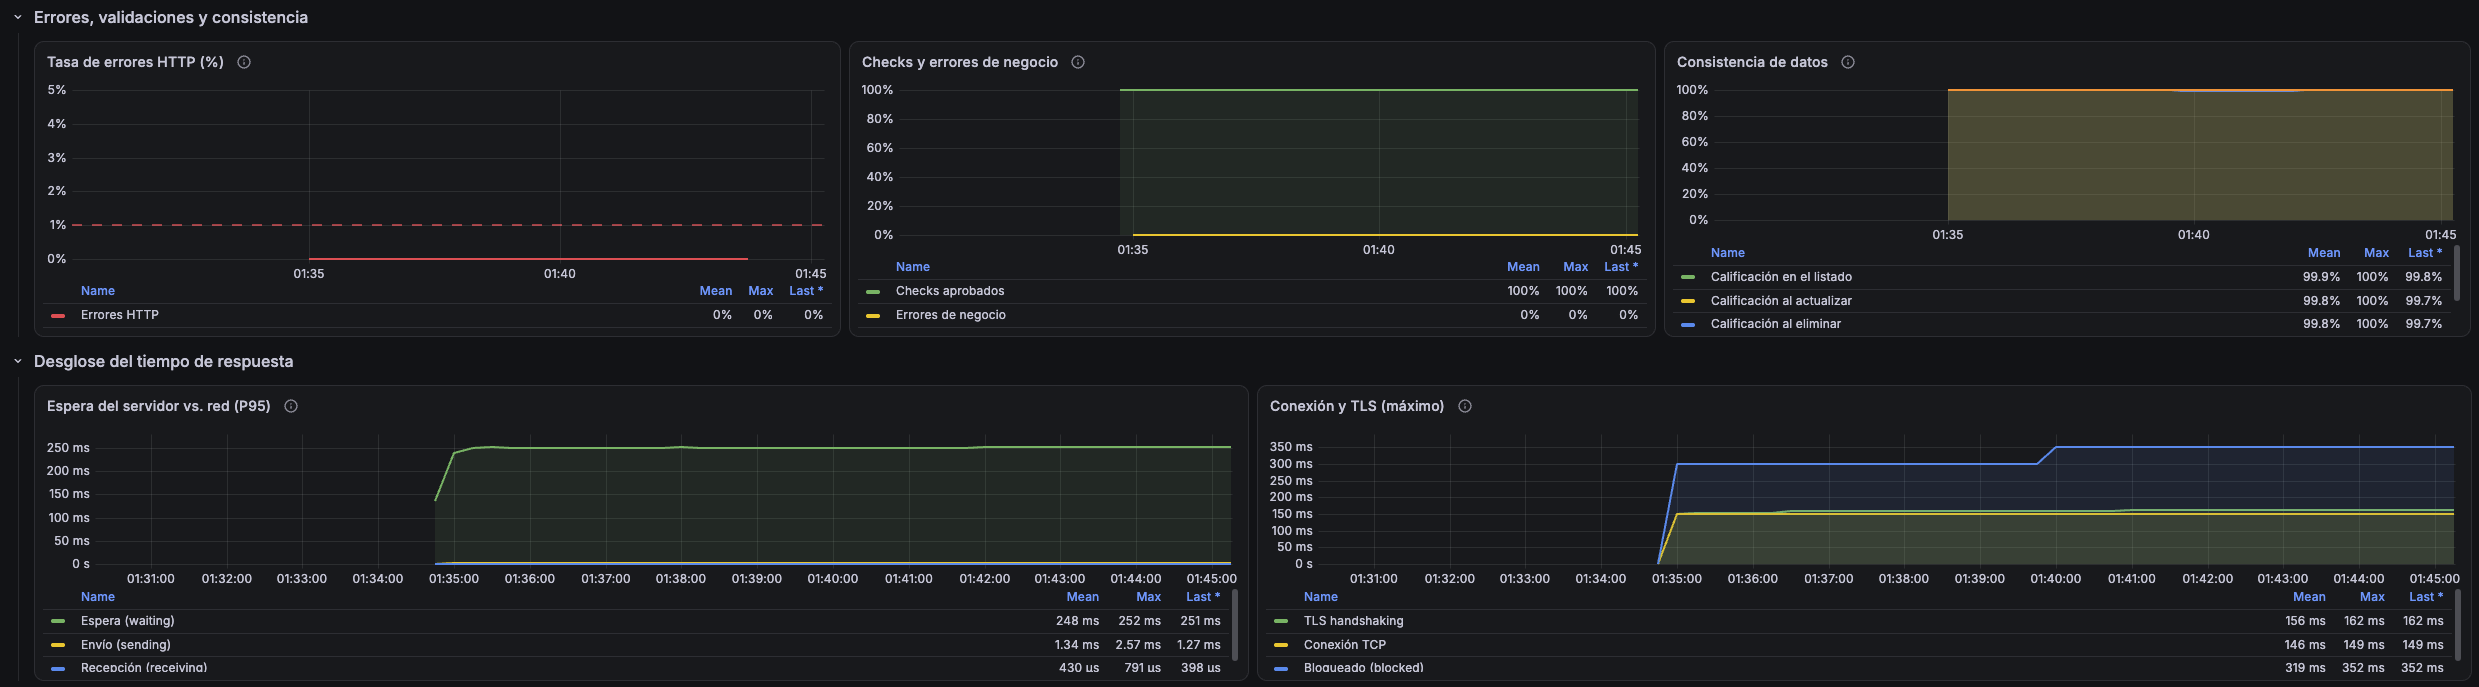 Errores, validaciones y consistencia
Tasa de errores HTTP (%)
5%
4%
3%
2%
1%
0%
01:35 01:40 01:45
Name Mean Max Last *
Errores HTTP 0% 0% 0%
Checks y errores de negocio
100%
80%
60%
40%
20%
0%
01:35 01:40 01:45
Name Mean Max Last *
Checks aprobados 100% 100% 100%
Errores de negocio 0% 0% 0%
Consistencia de datos
100%
80%
60%
40%
20%
0%
01:35 01:40 01:45
Name Mean Max Last *
Calificación en el listado 99.9% 100% 99.8%
Calificación al actualizar 99.8% 100% 99.7%
Calificación al eliminar 99.8% 100% 99.7%
Desglose del tiempo de respuesta
Espera del servidor vs. red (P95)
250 ms
200 ms
150 ms
100 ms
50 ms
0 s
01:31:00 01:32:00 01:33:00 01:34:00 01:35:00 01:36:00 01:37:00 01:38:00 01:39:00 01:40:00 01:41:00 01:42:00 01:43:00 01:44:00 01:45:00
Name Mean Max Last *
Espera (waiting) 248 ms 252 ms 251 ms
Envío (sending) 1.34 ms 2.57 ms 1.27 ms
Recepción (receiving) 430 µs 791 µs 398 µs
Conexión y TLS (máximo)
350 ms
300 ms
250 ms
200 ms
150 ms
100 ms
50 ms
0 s
01:31:00 01:32:00 01:33:00 01:34:00 01:35:00 01:36:00 01:37:00 01:38:00 01:39:00 01:40:00 01:41:00 01:42:00 01:43:00 01:44:00 01:45:00
Name Mean Max Last *
TLS handshaking 156 ms 162 ms 162 ms
Conexión TCP 146 ms 149 ms 149 ms
Bloqueado (blocked) 319 ms 352 ms 352 ms